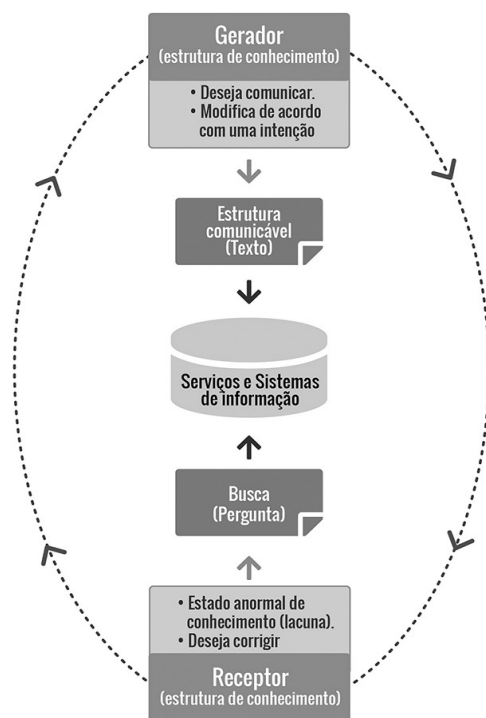 Gerador
(estrutura de conhecimento)
• Deseja comunicar.
• Modifica de acordo
com uma intenção
Estrutura
comunicável
(Texto)
Serviços e Sistemas
de informação
Busca
(Pergunta)
• Estado anormal de
conhecimento (lacuna).
• Deseja corrigir
Receptor
(estrutura de conhecimento)